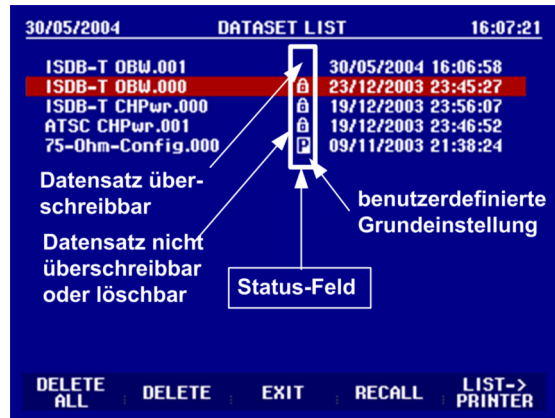 30/05/2004 DATASET LIST 16:07:21
ISDB-T OBW.001 30/05/2004 16:06:58
ISDB-T OBW.000 23/12/2003 23:45:27
ISDB-T CHPwr.000 19/12/2003 23:56:07
ATSC CHPwr.001 19/12/2003 23:46:52
75-Ohm-Config.000 P 09/11/2003 21:38:24
Datensatz über-
schreibbar
benutzerdefinierte
Grundeinstellung
Datensatz nicht
überschreibbar
oder löschbar
Status-Feld
DELETE ALL DELETE EXIT RECALL LIST-> PRINTER